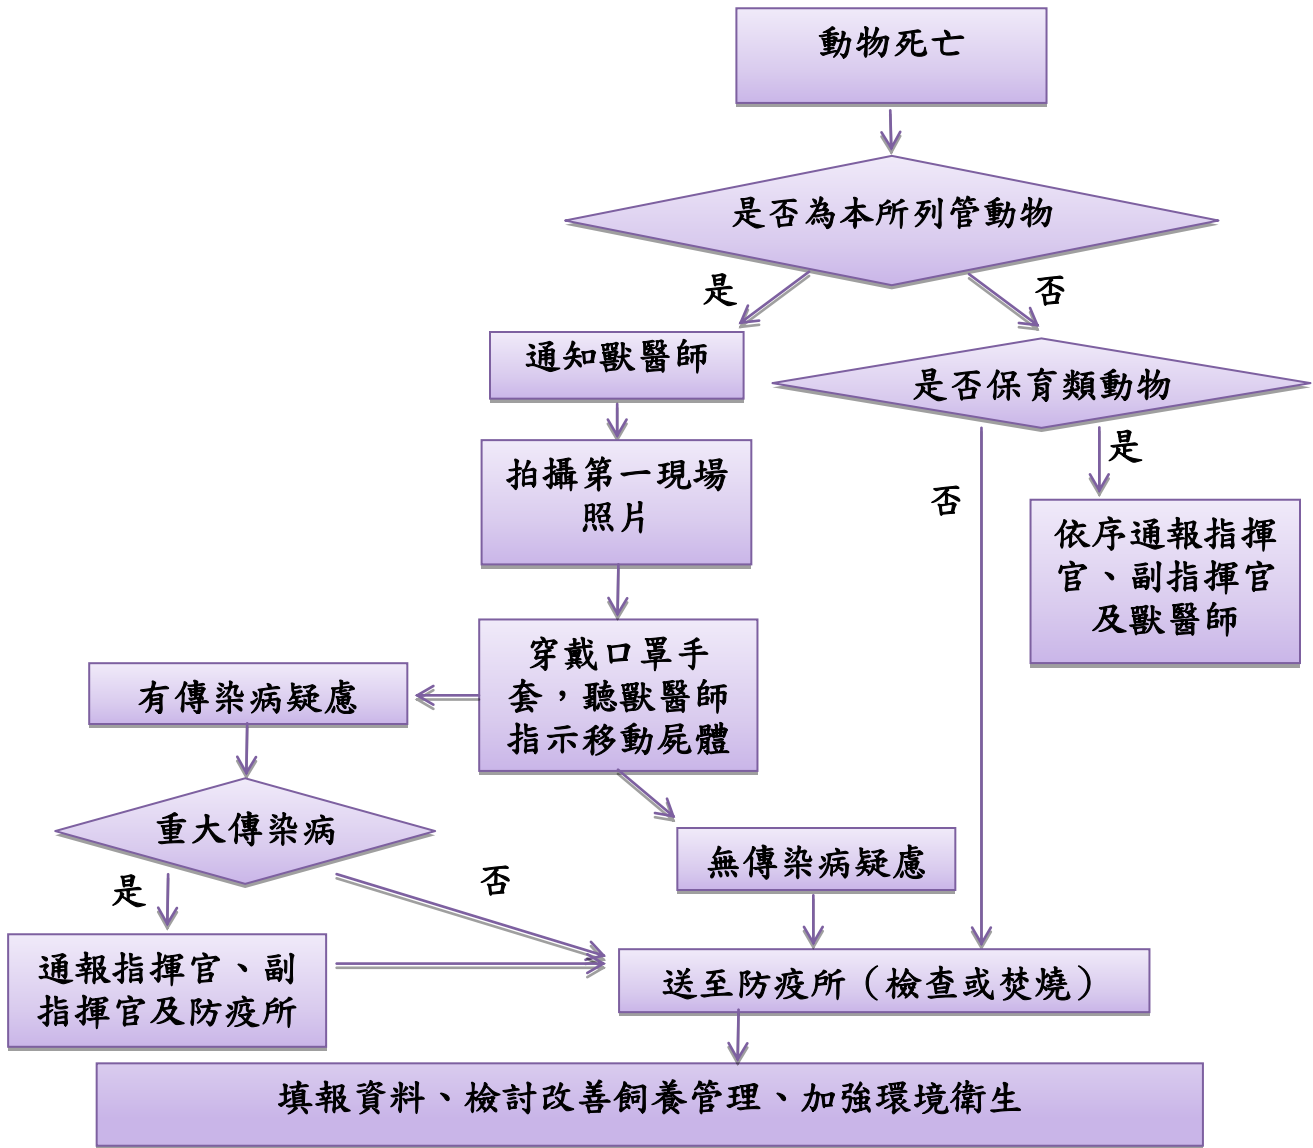 動物死亡
是否為本所列管動物
是
否
通知獸醫師
是否保育類動物
拍攝第一現場
照片
是
否
依序通報指揮
官、副指揮官
及獸醫師
穿戴口罩手
套，聽獸醫師
指示移動屍體
有傳染病疑慮
重大傳染病
無傳染病疑慮
是
否
通報指揮官、副
指揮官及防疫所
送至防疫所（檢查或焚燒）
填報資料、檢討改善飼養管理、加強環境衛生